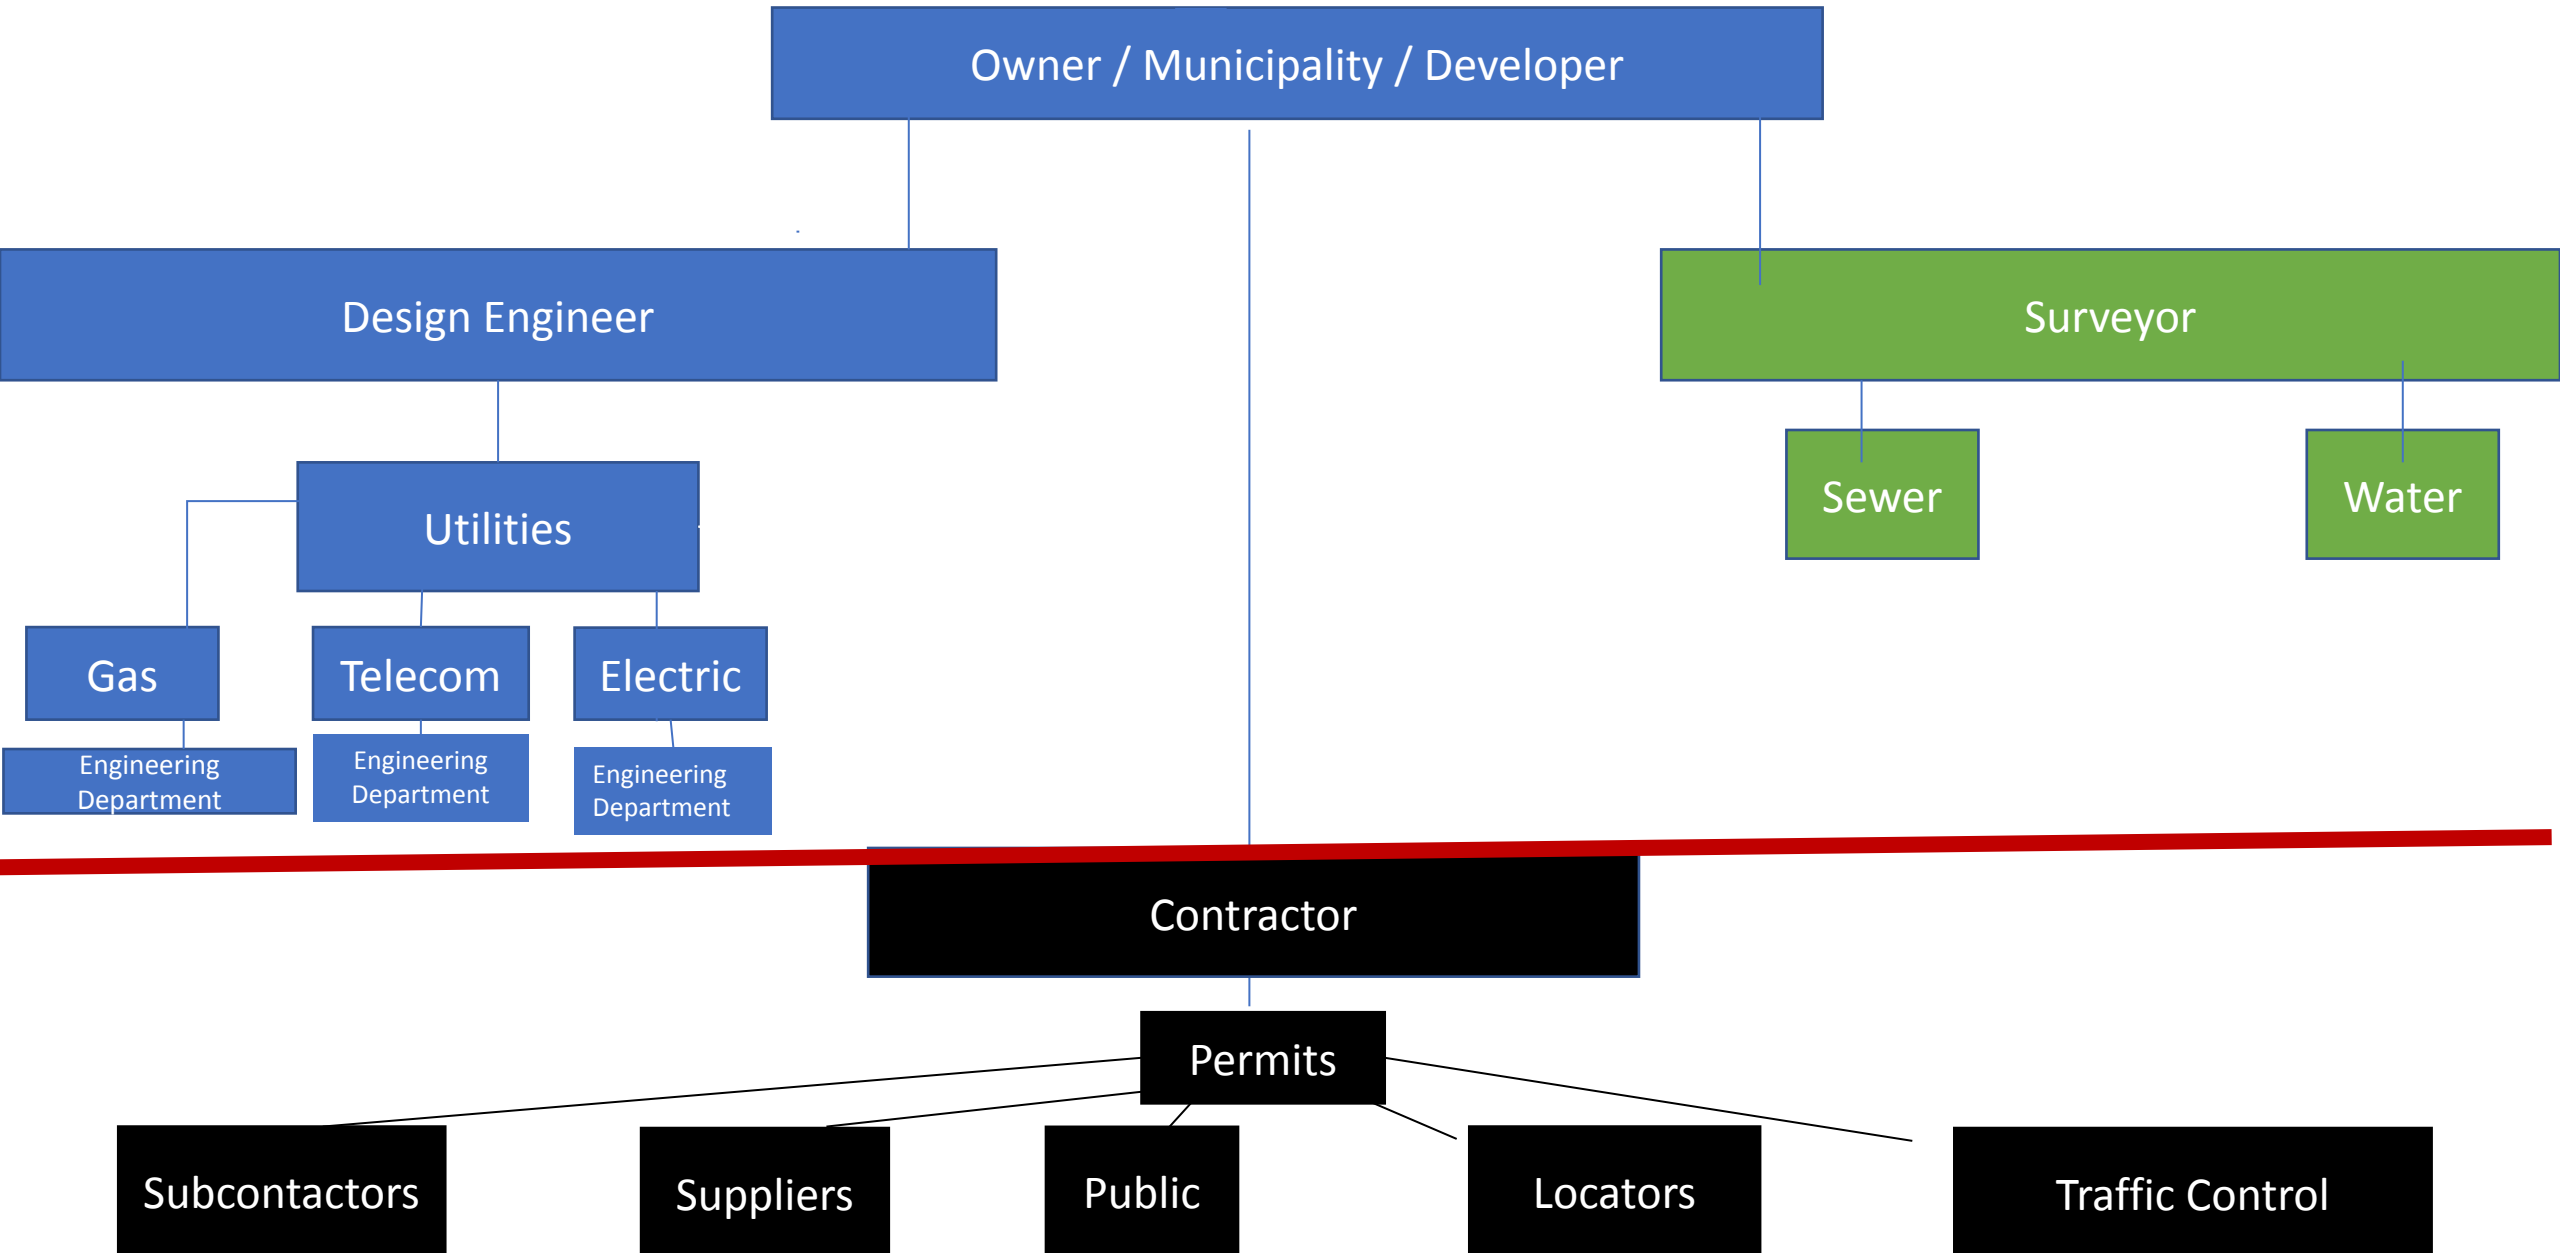 Owner / Municipality / Developer
Design Engineer
Surveyor
Utilities
Sewer
Water
Gas
Telecom
Electric
Engineering
Department
Engineering
Department
Engineering
Department
Contractor
Permits
Subcontactors
Suppliers
Public
Locators
Traffic Control